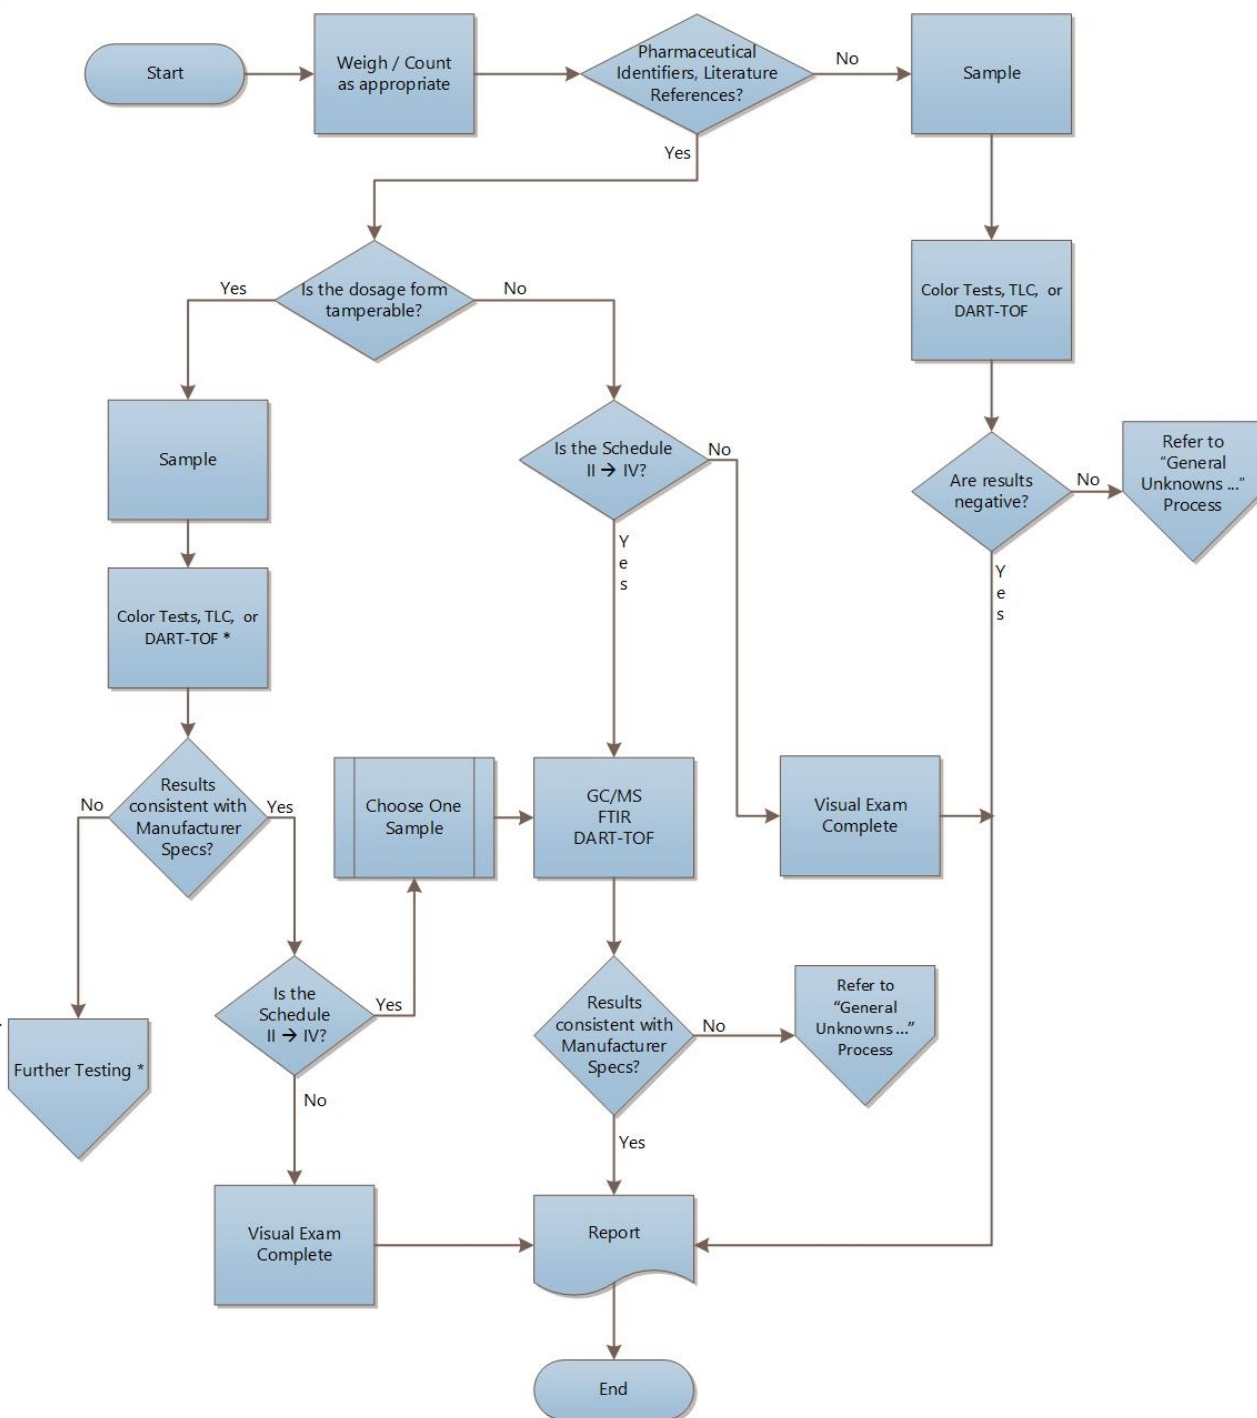 Start
Weigh / Count
as appropriate
Pharmaceutical
Identifiers, Literature
References?
No
Sample
Yes
Is the dosage form
tamperable?
Yes
No
Color Tests, TLC,  or
DART-TOF
Sample
Is the Schedule
II → IV?
No
Are results
negative?
No
Refer to
“General
Unknowns ...”
Process
Yes
Yes
Color Tests, TLC,  or
DART-TOF *
Results
consistent with
Manufacturer
Specs?
No
Yes
Choose One
Sample
GC/MS
FTIR
DART-TOF
Visual Exam
Complete
Is the
Schedule
II → IV?
Yes
No
Further Testing *
Results
consistent with
Manufacturer
Specs?
No
Refer to
“General
Unknowns ...”
Process
Yes
Visual Exam
Complete
Report
End